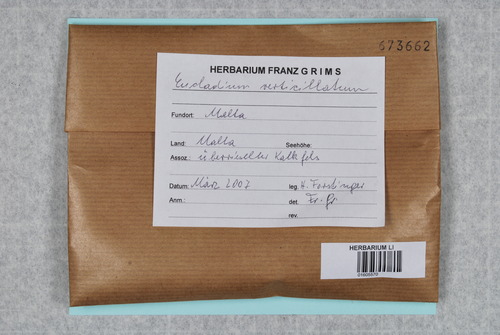 673662
HERBARIUM FRANZ GRIMS
Eucladium verticillatum
Fundort: Malta
Land: Malta Seehöhe:
Assoz.: überrieselter Kalkfels
Datum: März 2007 leg. H. Forstinger
Anm.: det. Fr. Gr
rev.
HERBARIUM LI